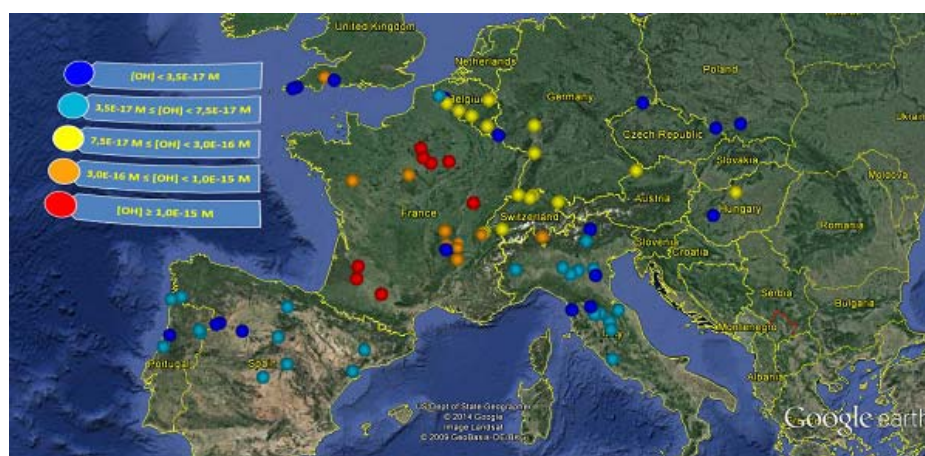 United Kingdom
Netherlands
Poland
[OH] < 3,5E-17 M
Belgium
Germany
3,5E-17 M ≤ [OH] < 7,5E-17 M
Ukrain
Czech Republic
7,5E-17 M ≤ [OH] < 3,0E-16 M
Slovakia
Moldova
3,0E-16 M ≤ [OH] < 1,0E-15 M
Austria
[OH] ≥ 1,0E-15 M
France
Switzerland
Hungary
Romania
Slovenia
Croatia
Serbia
Bulgaria
Montenegro
Italy
Portugal
Spain
Albania
US Dept of State Geographer
© 2014 Google
Image Landsat
© 2009 GeoBasis-DE/BKG
Google earth